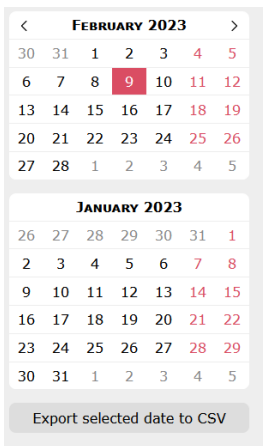 < FEBRUARY 2023 >
30 31 1 2 3 4 5
6 7 8 9 10 11 12
13 14 15 16 17 18 19
20 21 22 23 24 25 26
27 28 1 2 3 4 5
JANUARY 2023
26 27 28 29 30 31 1
2 3 4 5 6 7 8
9 10 11 12 13 14 15
16 17 18 19 20 21 22
23 24 25 26 27 28 29
30 31 1 2 3 4 5
Export selected date to CSV